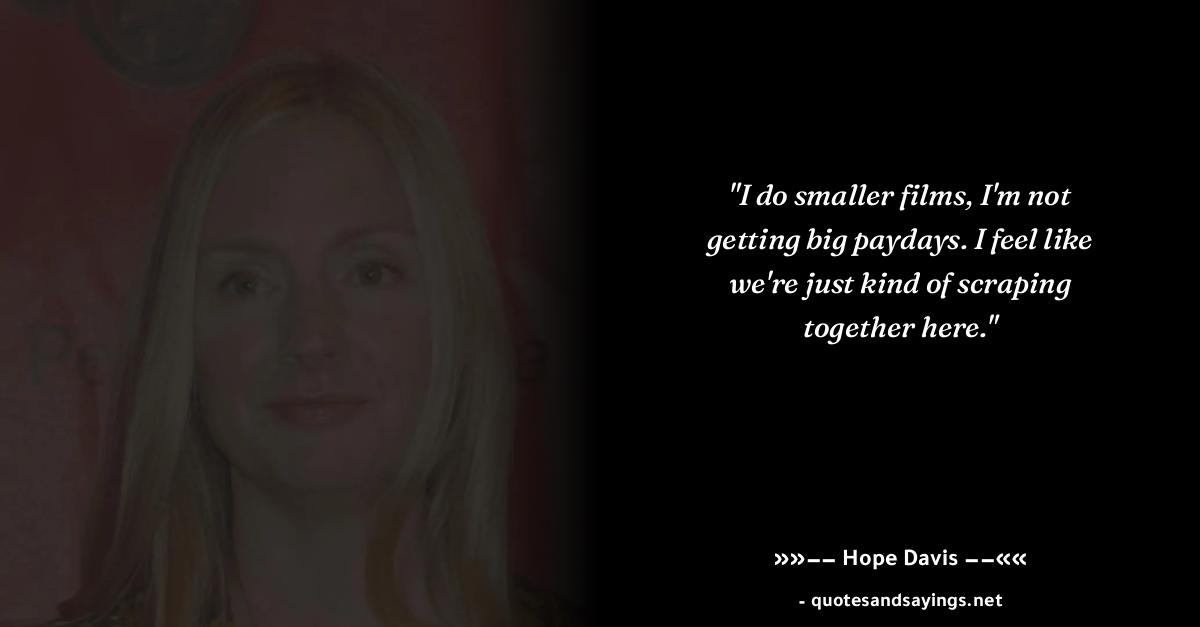 "I do smaller films, I'm not
getting big paydays. I feel like
we're just kind of scraping
together here."
»»–– Hope Davis ––««
- quotesandsayings.net